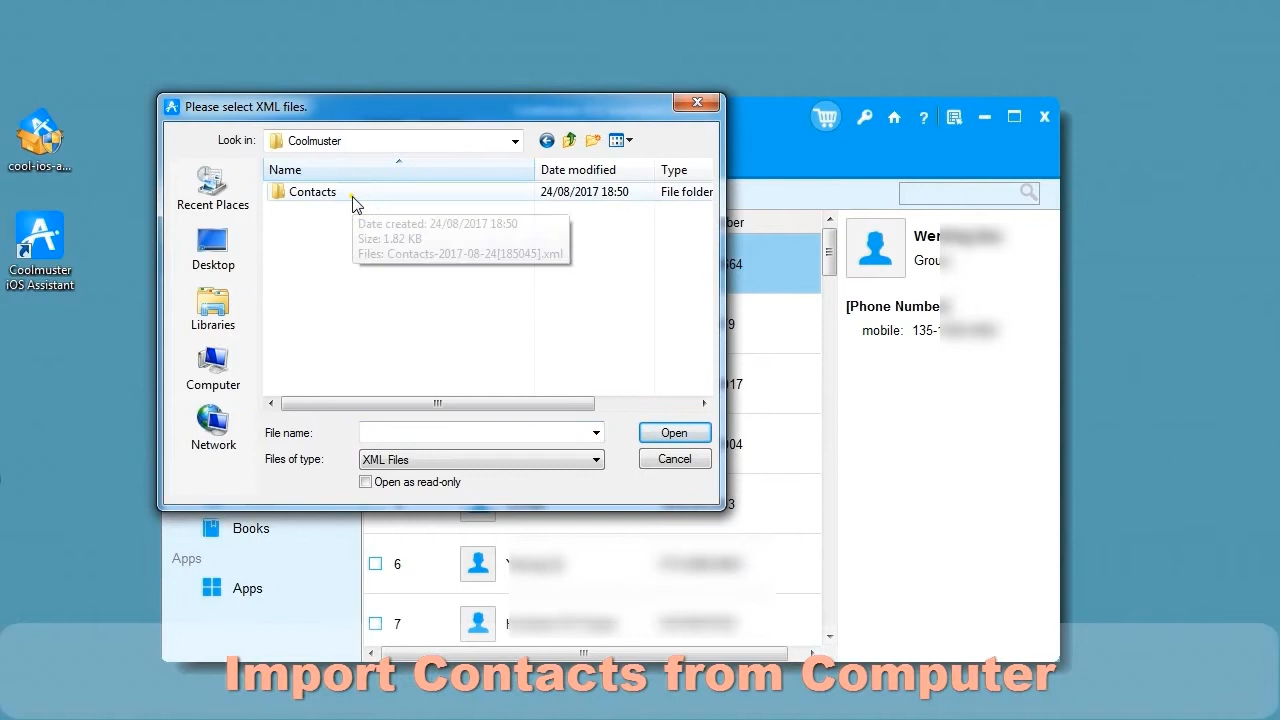 cool-ios-a...
Coolmuster
iOS Assistant
Please select XML files.
Look in:
Coolmuster
Name
Date modified
Type
Contacts
24/08/2017 18:50
File folder
Date created: 24/08/2017 18:50
Size: 1.82 KB
Files: Contacts-2017-08-24[185045].xml
Recent Places
Desktop
Libraries
Computer
Network
File name:
Open
Files of type:
XML Files
Cancel
Open as read-only
?
Books
Apps
Apps
6
7
[Phone
mobile:
Import Contacts from Computer